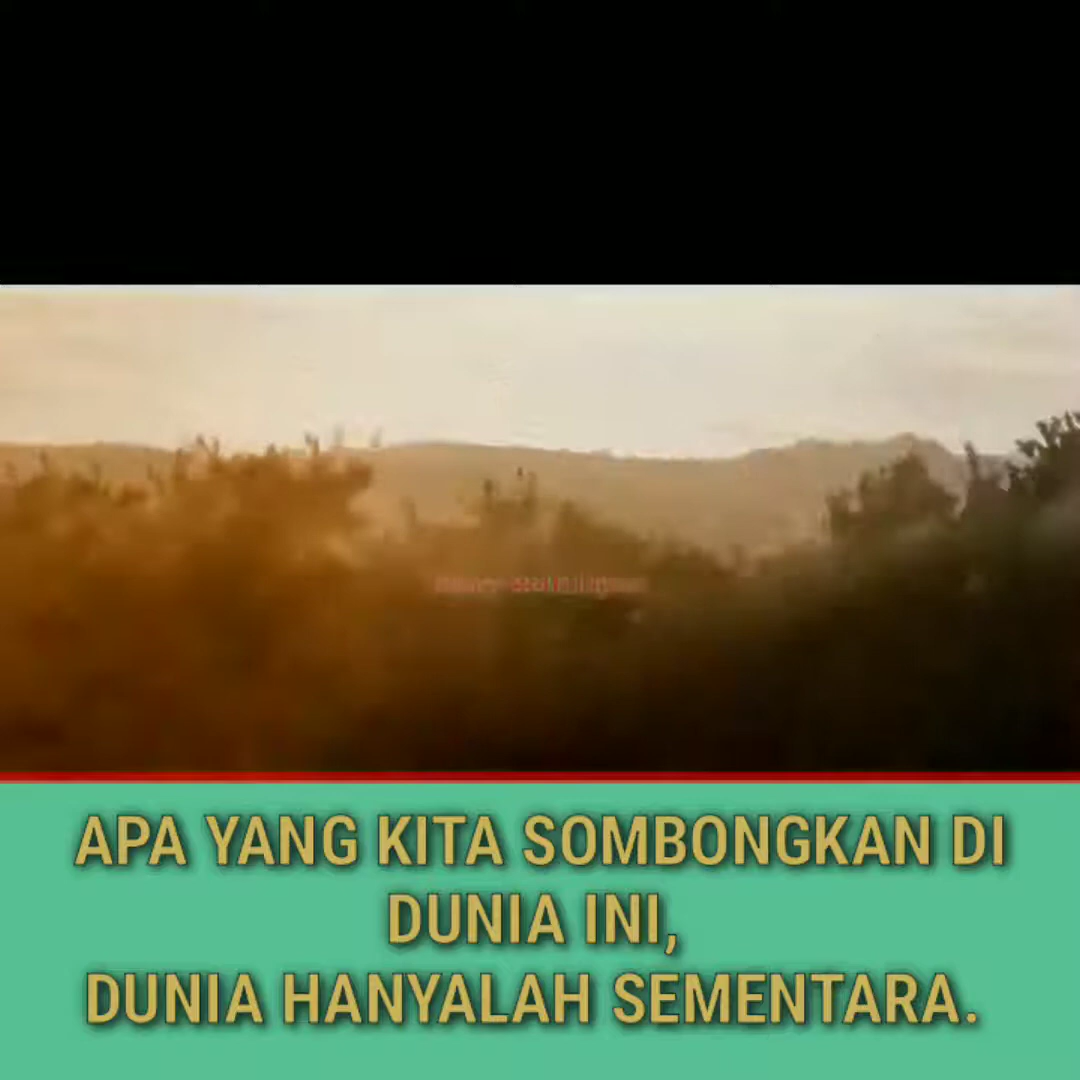 APA YANG KITA SOMBONGKAN DI
DUNIA INI,
DUNIA HANYALAH SEMENTARA.